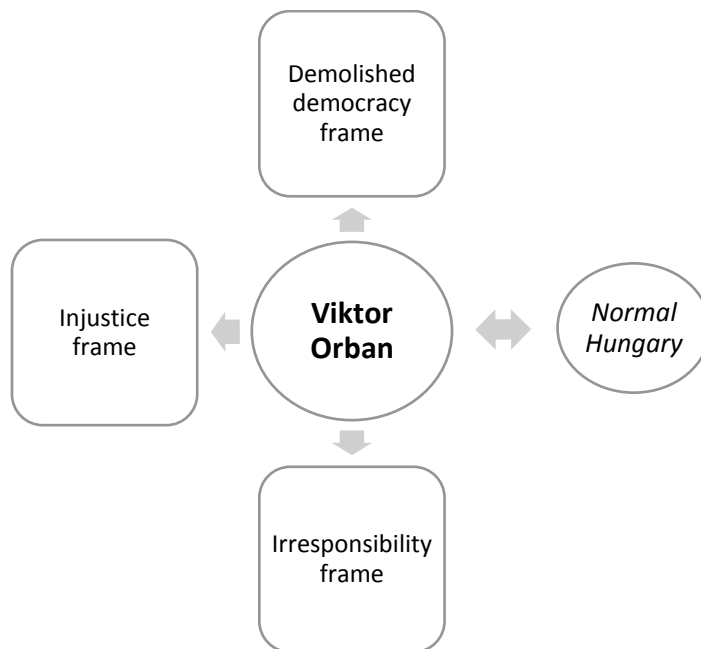 Demolished
democracy
frame
Injustice
frame
Viktor
Orban
Normal
Hungary
Irresponsibility
frame